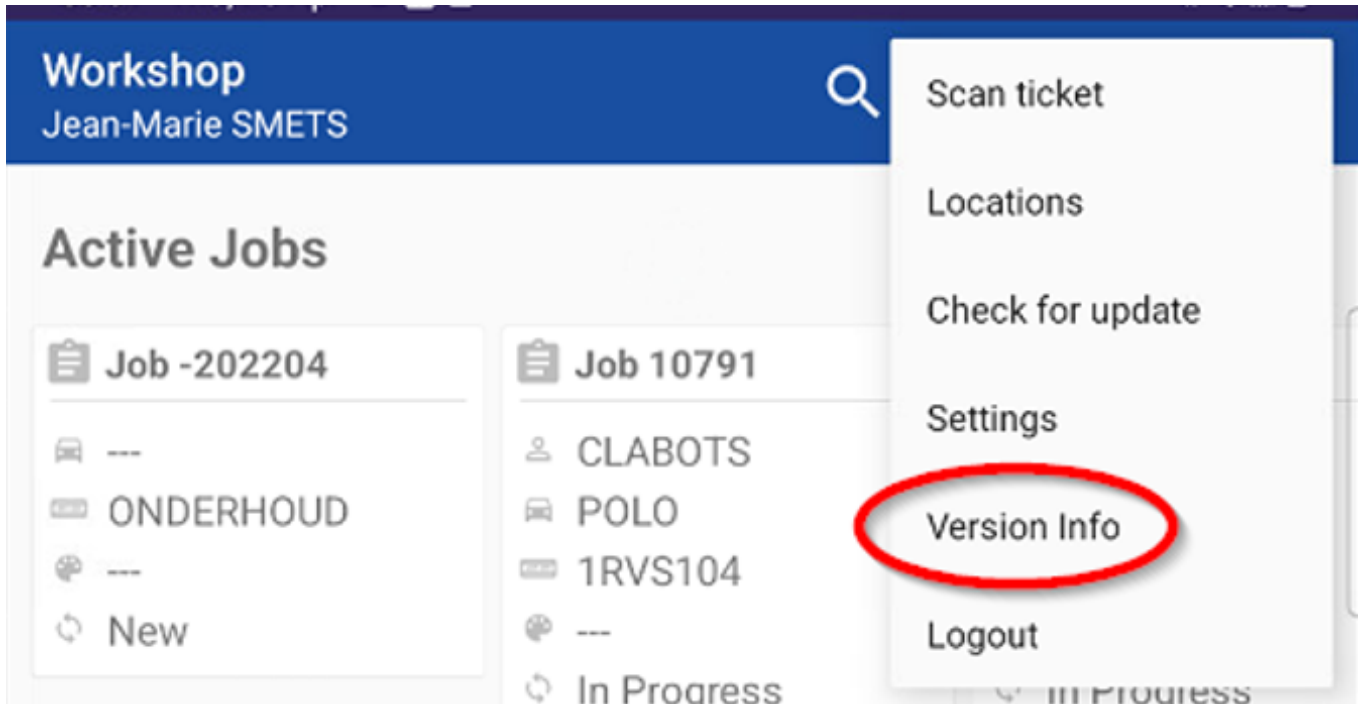 Workshop
Jean-Marie SMETS
Active Jobs
Job -202204
---
ONDERHOUD
---
New
Job 10791
CLABOTS
POLO
1RVS104
---
In Progress
In Progress
Scan ticket
Locations
Check for update
Settings
Version Info
Logout